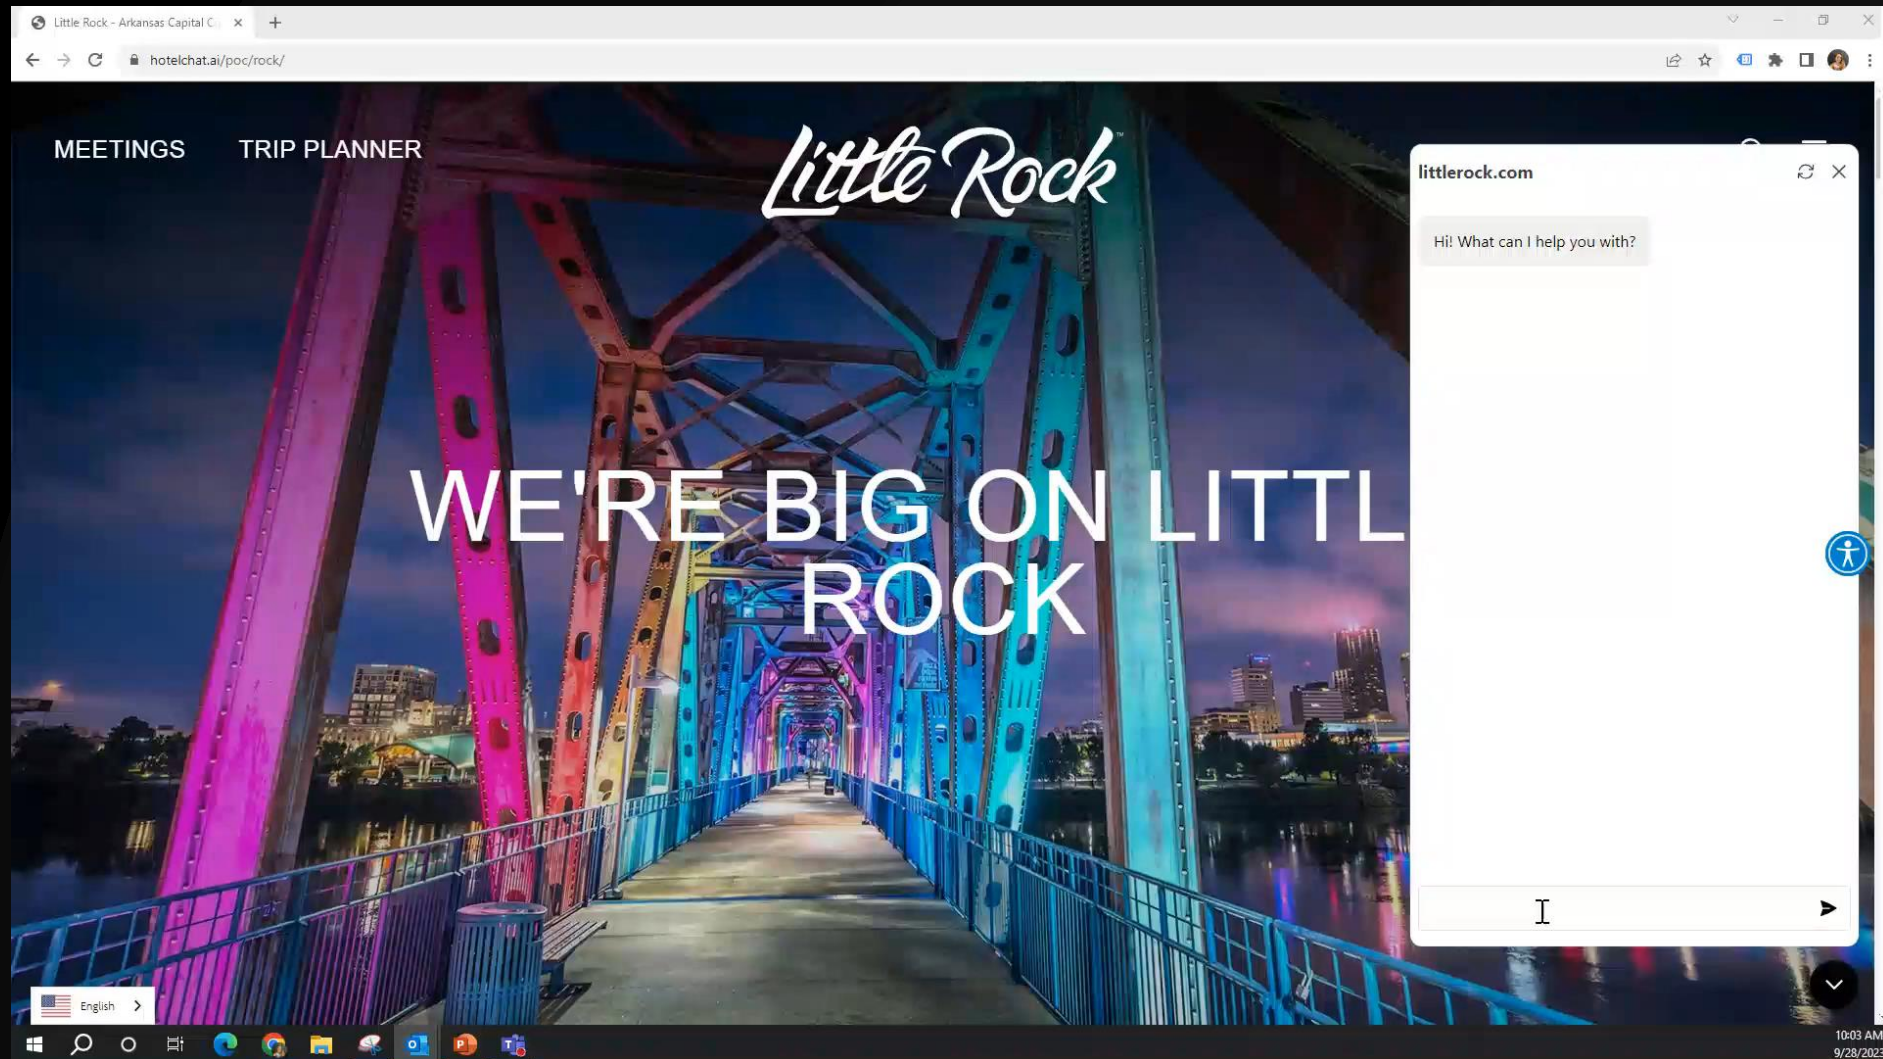 Little Rock - Arkansas Capital C
hotelchat.ai/poc/rock/
MEETINGS
TRIP PLANNER
Little Rock™
littlerock.com
Hi! What can I help you with?
WE'RE BIG ON LITTL
ROCK
English
10:03 AM
9/28/202